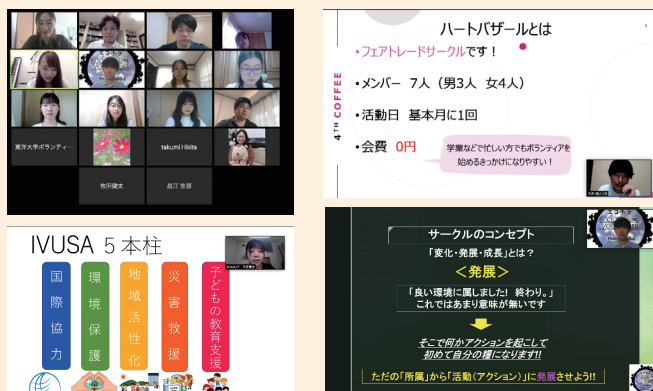 東洋大学ボランティ…
takumi Hikita
牧田健太
昌江 笠原
ハートバザールとは
•フェアトレードサークルです！
•メンバー 7人（男3人 女4人）
•活動日 基本月に1回
•会費 0円
学業などで忙しい方でもボランティアを
始めるきっかけになりやすい！
4TH COFFEE
IVUSA 5本柱
国際協力
環境保護
地域活性化
災害救援
子どもの教育支援
サークルのコンセプト
「変化・発展・成長」とは？
＜発展＞
「良い環境に属しました! 終わり。」
これではあまり意味が無いです
そこで何かアクションを起こして
初めて自分の糧になります!!
ただの「所属」から「活動（アクション）」に発展させよう!!